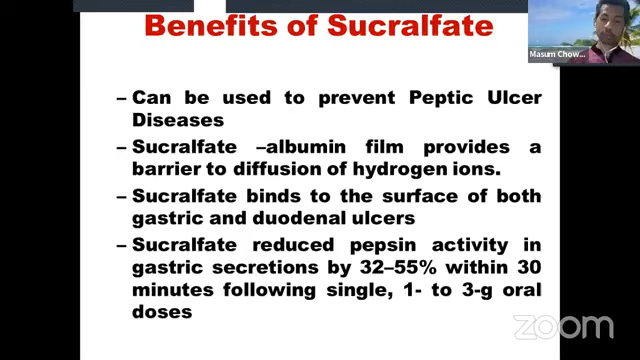 Benefits of Sucralfate
Masum Chow...
– Can be used to prevent Peptic Ulcer
Diseases
– Sucralfate –albumin film provides a
barrier to diffusion of hydrogen ions.
– Sucralfate binds to the surface of both
gastric and duodenal ulcers
– Sucralfate reduced pepsin activity in
gastric secretions by 32–55% within 30
minutes following single, 1- to 3-g oral
doses
zoom